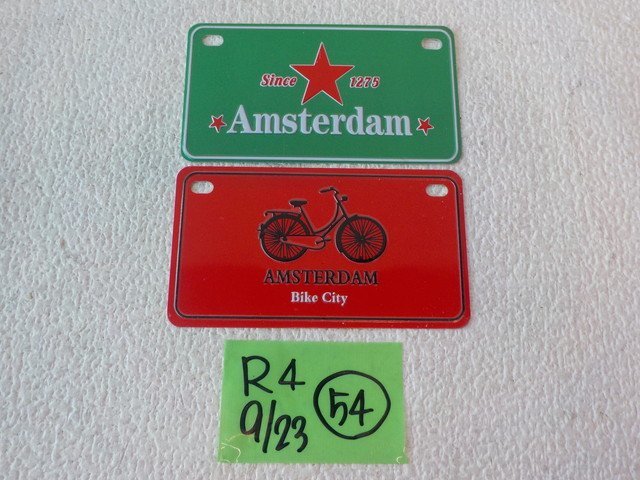 Since 1275
Amsterdam
AMSTERDAM
Bike City
R4
9/23
54